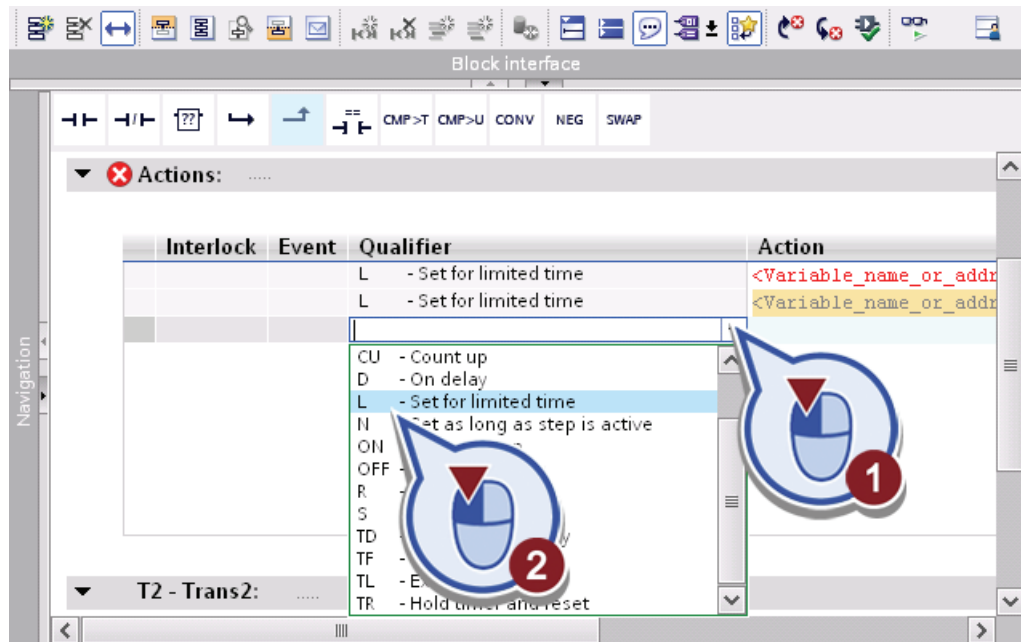 Block interface
?? == CMP>T CMP>U CONV NEG SWAP
Actions: .....
Interlock Event Qualifier Action
L - Set for limited time <Variable_name_or_addr
L - Set for limited time <Variable_name_or_addr
CU - Count up
D - On delay
L - Set for limited time
N - Set as long as step is active
ON
OFF -
R -
S
TD -
TF -
TL -
TR - Hold timer and reset
1
2
T2 - Trans2: .....
Navigation